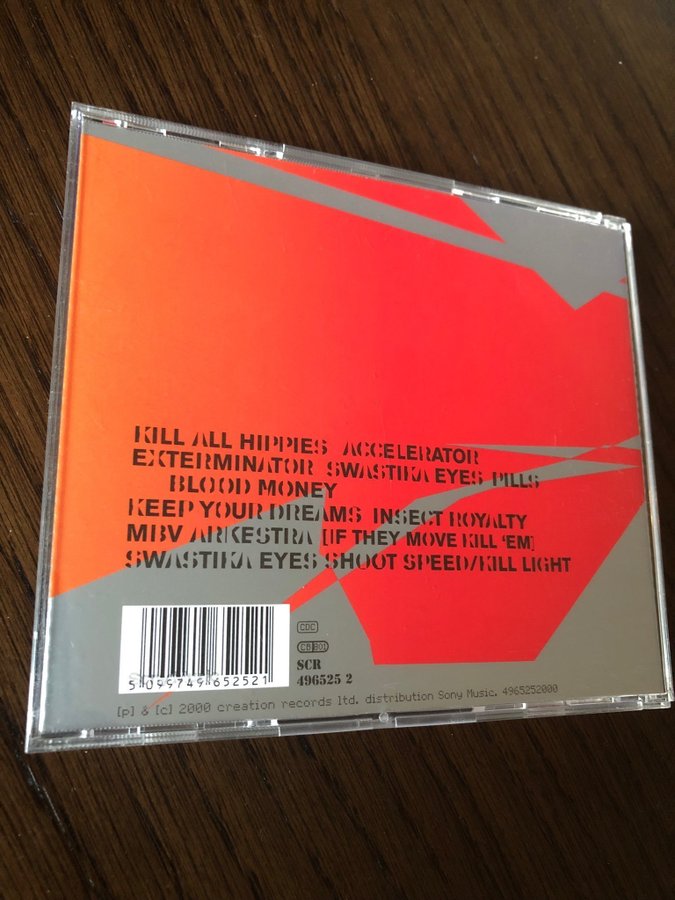 KILL ALL HIPPIES ACCELERATOR
EXTERMINATOR SWASTIKA EYES PILLS
BLOOD MONEY
KEEP YOUR DREAMS INSECT ROYALTY
MBV ARKESTRA [IF THEY MOVE KILL 'EM]
SWASTIKA EYES SHOOT SPEED/KILL LIGHT
CDC
CB 801
SCR
496525 2
5 099749 652521
[p] & [c] 2000 creation records ltd. distribution Sony Music. 4965252000